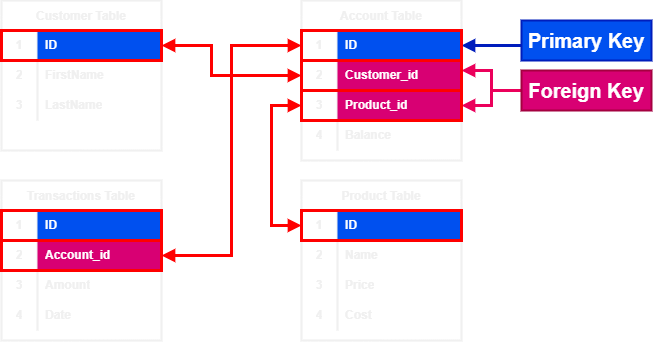 Customer Table
1 ID
2 FirstName
3 LastName
Account Table
1 ID
2 Customer_id
3 Product_id
4 Balance
Primary Key
Foreign Key
Transactions Table
1 ID
2 Account_id
3 Amount
4 Date
Product Table
1 ID
2 Name
3 Price
4 Cost